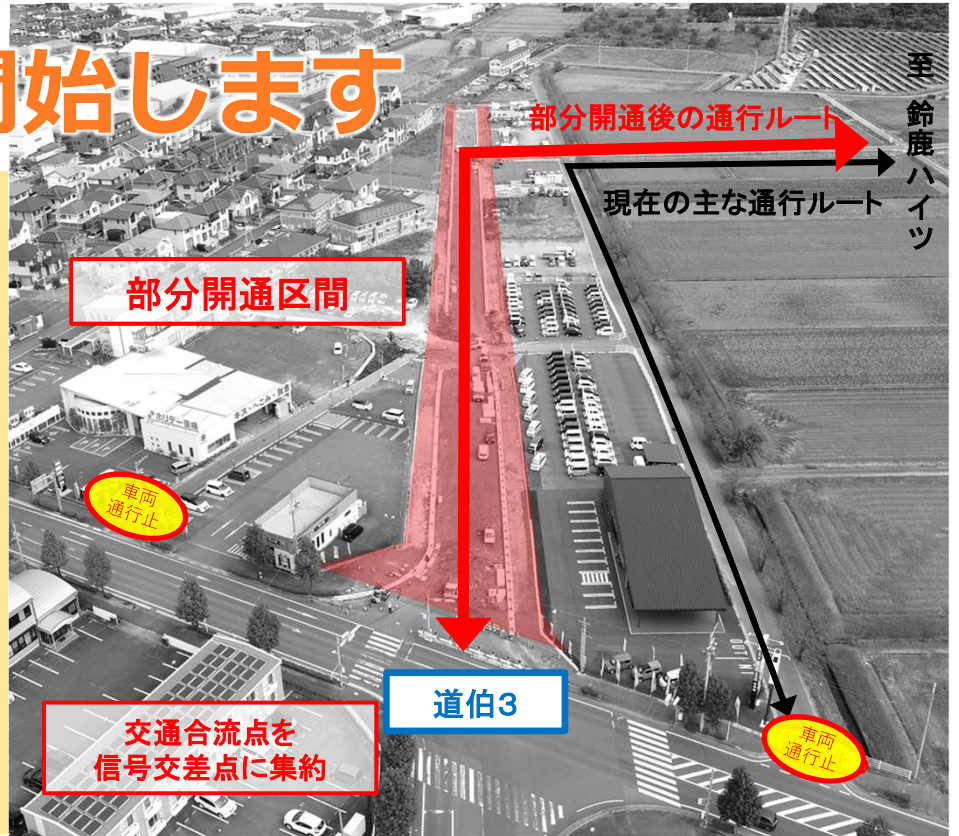 開始します
至 鈴鹿ハイツ
部分開通後の通行ルート
現在の主な通行ルート
部分開通区間
車両
通行止
道伯3
交通合流点を
信号交差点に集約
車両
通行止